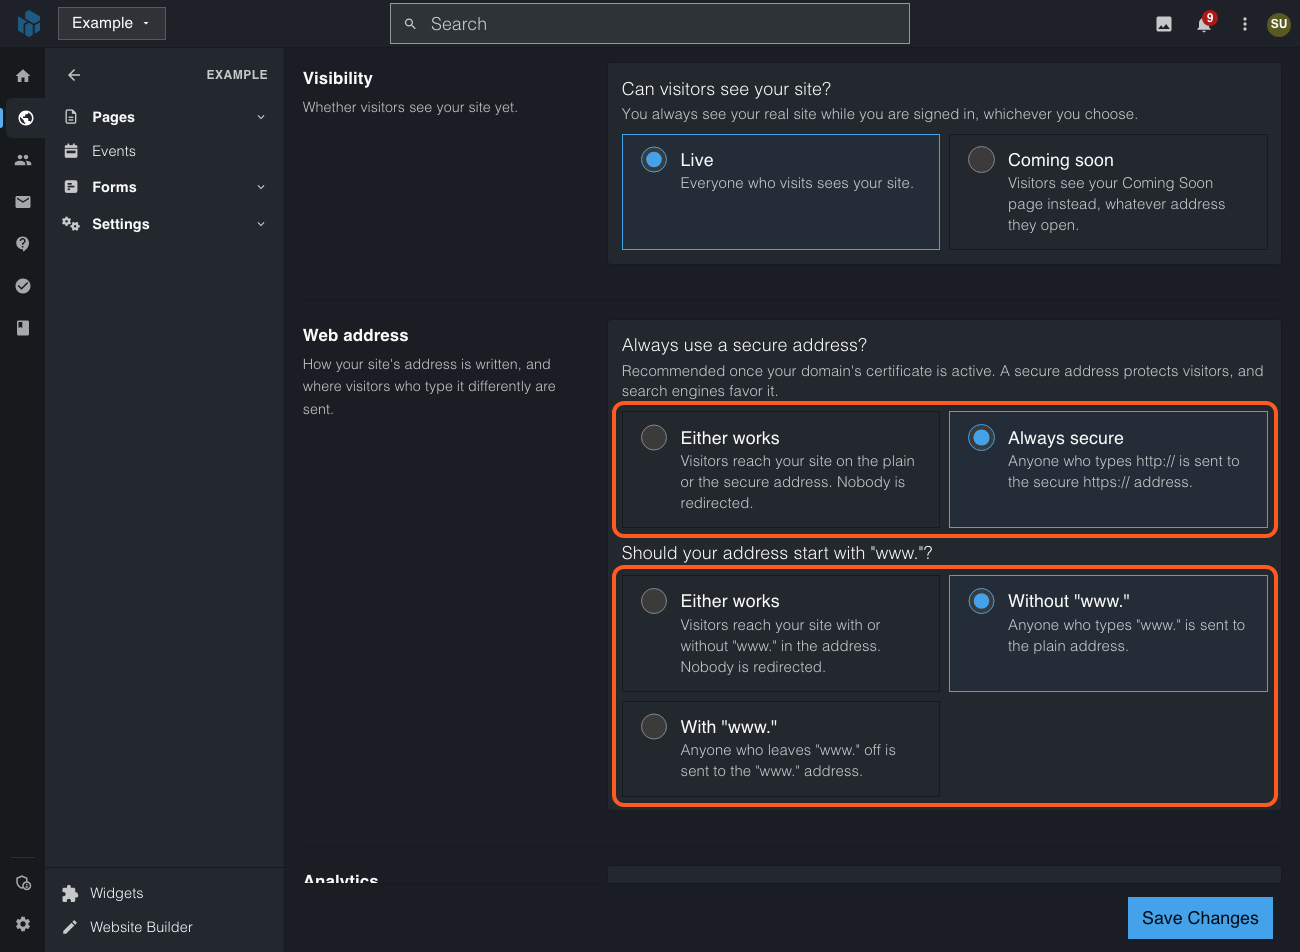 Example
Search
9
SU
EXAMPLE
Pages
Events
Forms
Settings
Widgets
Website Builder
Visibility
Whether visitors see your site yet.
Can visitors see your site?
You always see your real site while you are signed in, whichever you choose.
Live
Everyone who visits sees your site.
Coming soon
Visitors see your Coming Soon
page instead, whatever address
they open.
Web address
How your site's address is written, and
where visitors who type it differently are
sent.
Always use a secure address?
Recommended once your domain's certificate is active. A secure address protects visitors, and
search engines favor it.
Either works
Visitors reach your site on the plain
or the secure address. Nobody is
redirected.
Always secure
Anyone who types http:// is sent to
the secure https:// address.
Should your address start with "www."?
Either works
Visitors reach your site with or
without "www." in the address.
Nobody is redirected.
Without "www."
Anyone who types "www." is sent to
the plain address.
With "www."
Anyone who leaves "www." off is
sent to the "www." address.
Analytics
Save Changes